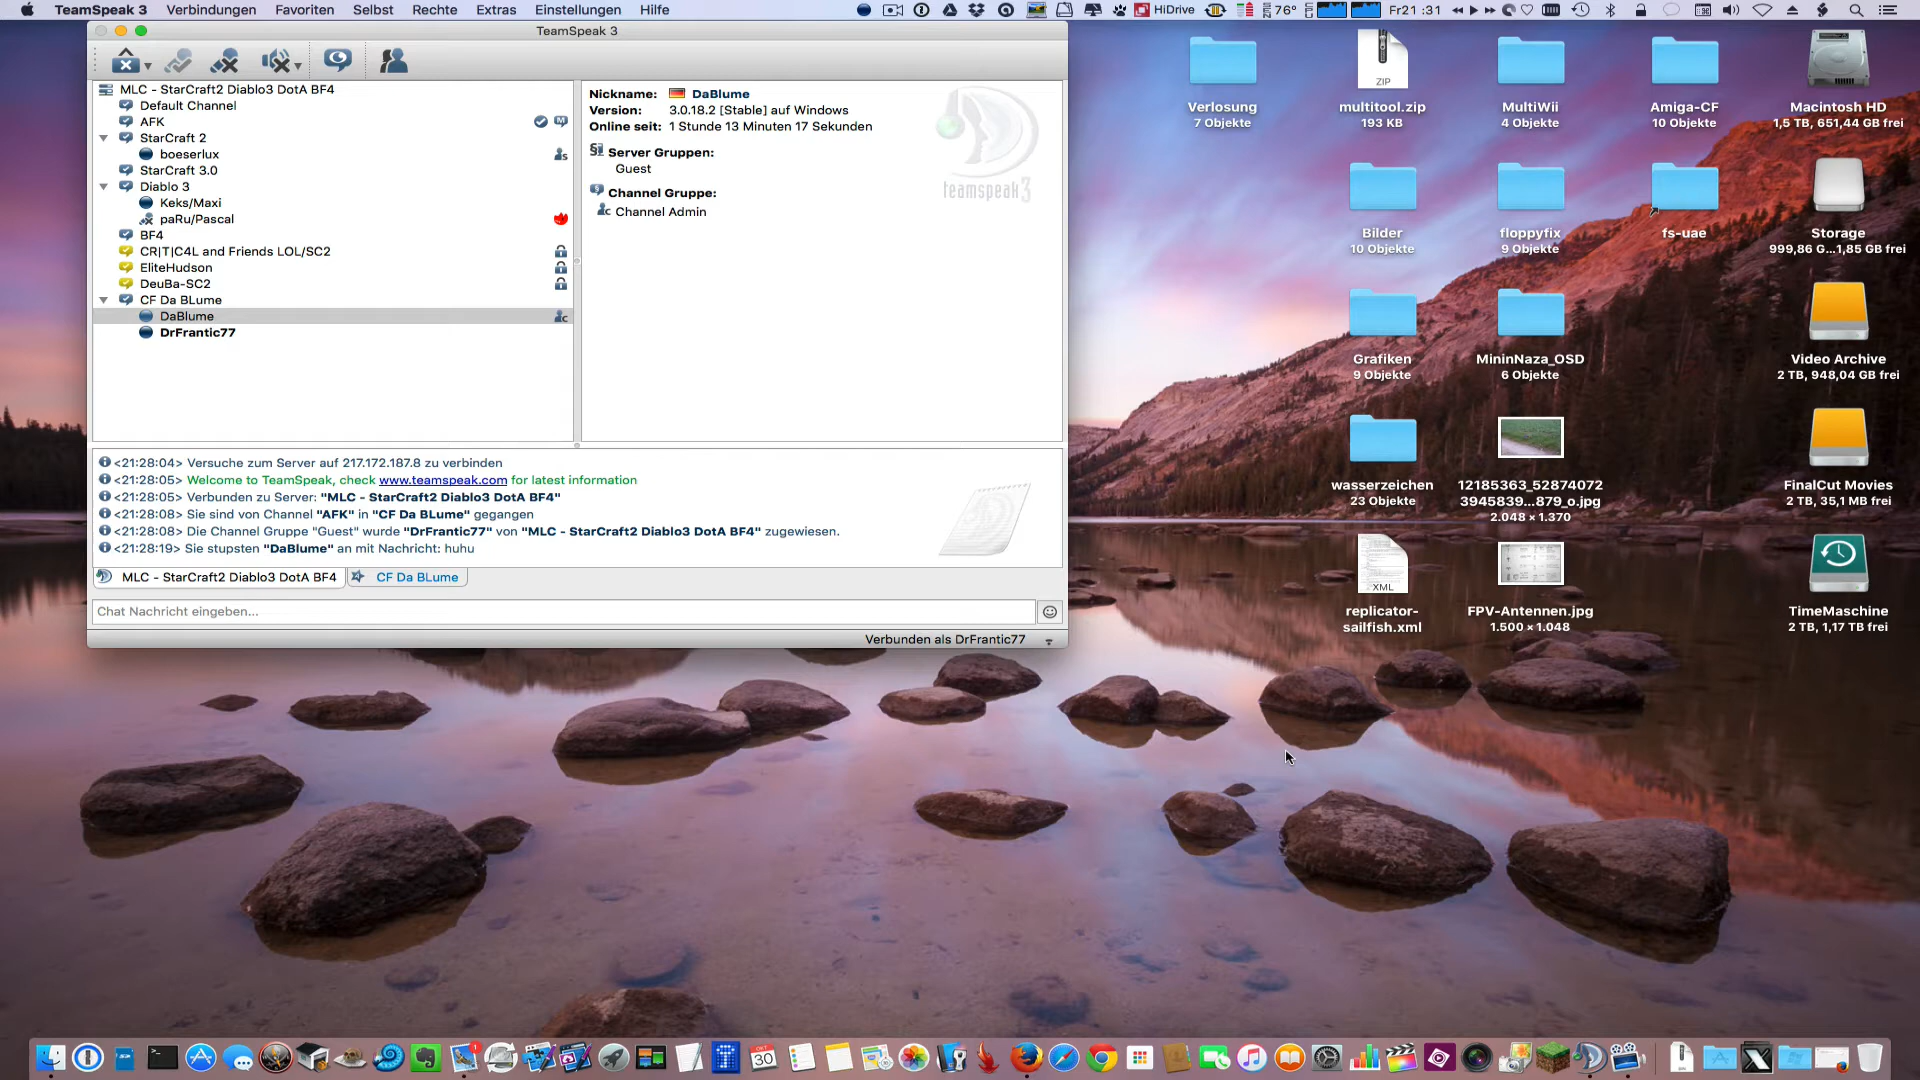 TeamSpeak 3 Verbindungen Favoriten Selbst Rechte Extras Einstellungen Hilfe
HiDrive 76° Fr21:31
TeamSpeak 3
MLC - StarCraft2 Diablo3 DotA BF4
Default Channel
AFK
StarCraft 2
boeserlux
StarCraft 3.0
Diablo 3
Keks/Maxi
paRu/Pascal
BF4
CR|T|C4L and Friends LOL/SC2
EliteHudson
DeuBa-SC2
CF Da BLume
DaBlume
DrFrantic77
Nickname: DaBlume
Version: 3.0.18.2 [Stable] auf Windows
Online seit: 1 Stunde 13 Minuten 17 Sekunden
Server Gruppen:
Guest
Channel Gruppe:
Channel Admin
teamspeak 3
<21:28:04> Versuche zum Server auf 217.172.187.8 zu verbinden
<21:28:05> Welcome to TeamSpeak, check www.teamspeak.com for latest information
<21:28:05> Verbunden zu Server: "MLC - StarCraft2 Diablo3 DotA BF4"
<21:28:08> Sie sind von Channel "AFK" in "CF Da BLume" gegangen
<21:28:08> Die Channel Gruppe "Guest" wurde "DrFrantic77" von "MLC - StarCraft2 Diablo3 DotA BF4" zugewiesen.
<21:28:19> Sie stupsten "DaBlume" an mit Nachricht: huhu
MLC - StarCraft2 Diablo3 DotA BF4
CF Da BLume
Chat Nachricht eingeben...
Verbunden als DrFrantic77
Verlosung
7 Objekte
ZIP
multitool.zip
193 KB
MultiWii
4 Objekte
Amiga-CF
10 Objekte
Macintosh HD
1,5 TB, 651,44 GB frei
Bilder
10 Objekte
floppyfix
9 Objekte
fs-uae
Storage
999,86 G...1,85 GB frei
Grafiken
9 Objekte
MininNaza_OSD
6 Objekte
Video Archive
2 TB, 948,04 GB frei
wasserzeichen
23 Objekte
12185363_52874072
3945839...879_o.jpg
2.048 × 1.370
FinalCut Movies
2 TB, 35,1 MB frei
XML
replicator-
sailfish.xml
FPV-Antennen.jpg
1.500 × 1.048
TimeMaschine
2 TB, 1,17 TB frei
30